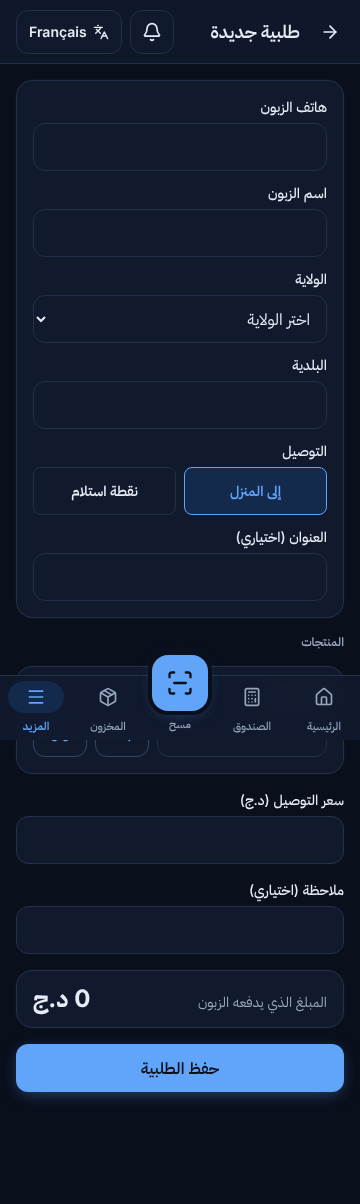 طلبية جديدة
Français
هاتف الزبون
اسم الزبون
الولاية
اختر الولاية
البلدية
التوصيل
إلى المنزل
نقطة استلام
العنوان (اختياري)
المنتجات
الرئيسية
الصندوق
مسح
المخزون
المزيد
سعر التوصيل (د.ج)
ملاحظة (اختياري)
المبلغ الذي يدفعه الزبون
0 د.ج
حفظ الطلبية